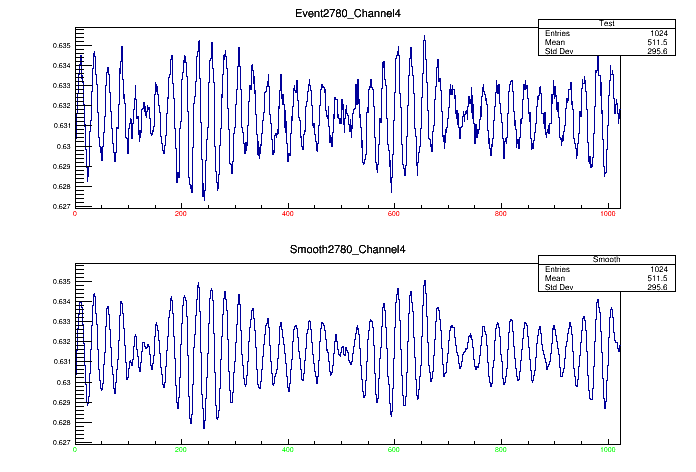 Event2780_Channel4
Test
Entries 1024
Mean 511.5
Std Dev 295.6
0.635
0.634
0.633
0.632
0.631
0.63
0.629
0.628
0.627
0 200 400 600 800 1000
Smooth2780_Channel4
Smooth
Entries 1024
Mean 511.5
Std Dev 295.6
0.635
0.634
0.633
0.632
0.631
0.63
0.629
0.628
0.627
0 200 400 600 800 1000